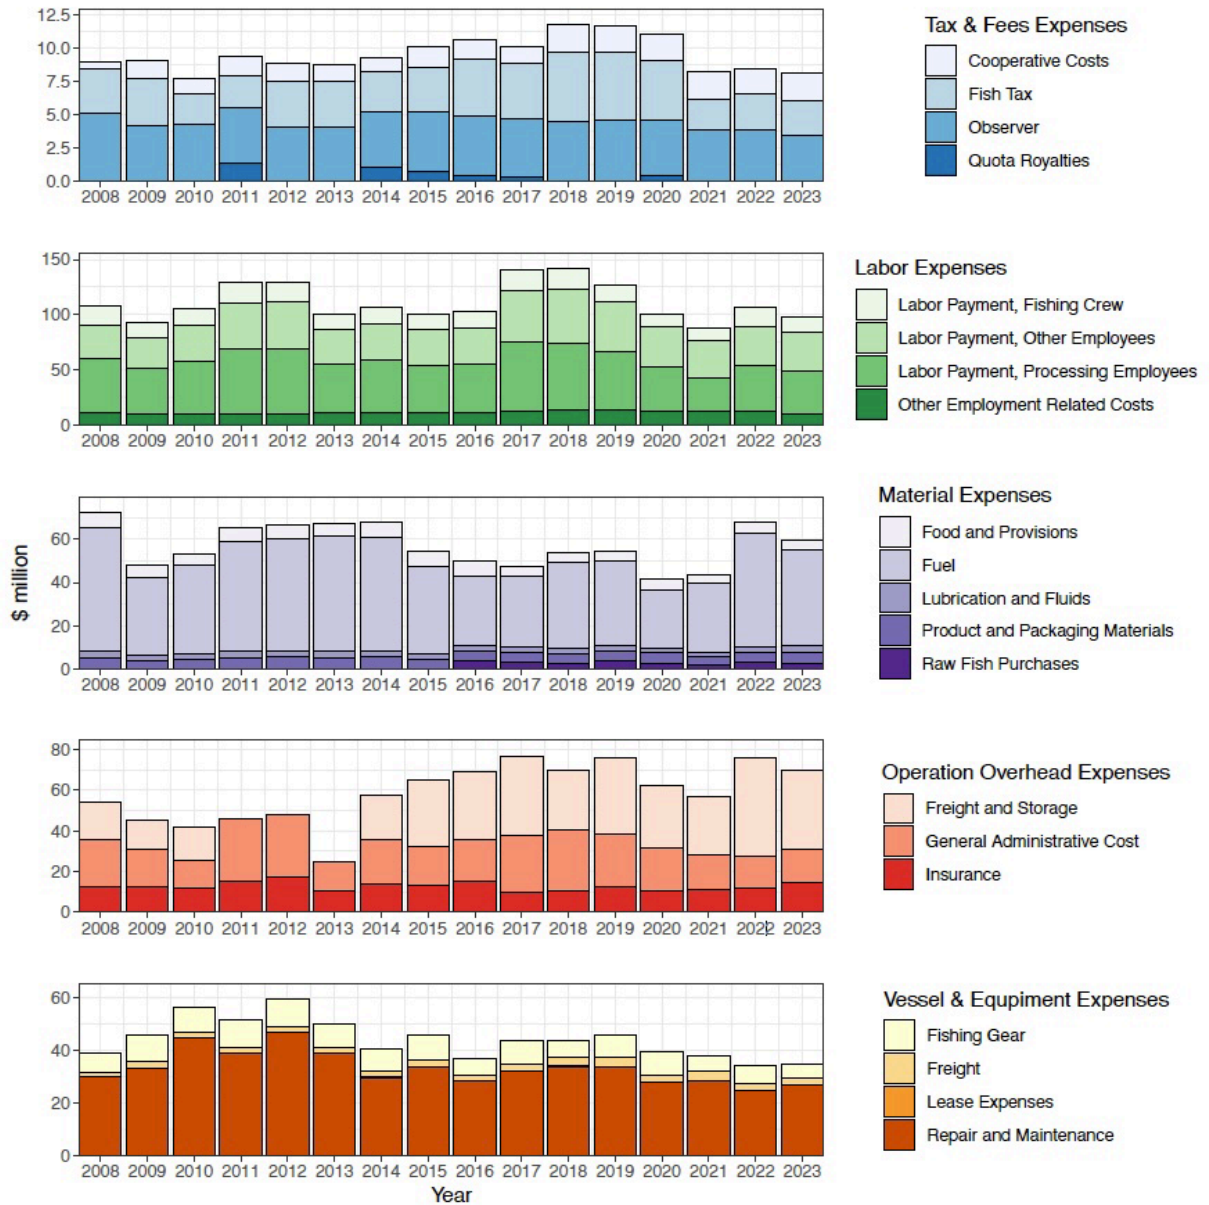 12.5
10.0
7.5
5.0
2.5
0.0
2008 2009 2010 2011 2012 2013 2014 2015 2016 2017 2018 2019 2020 2021 2022 2023
Tax & Fees Expenses
Cooperative Costs
Fish Tax
Observer
Quota Royalties
150
100
50
0
2008 2009 2010 2011 2012 2013 2014 2015 2016 2017 2018 2019 2020 2021 2022 2023
Labor Expenses
Labor Payment, Fishing Crew
Labor Payment, Other Employees
Labor Payment, Processing Employees
Other Employment Related Costs
$ million
60
40
20
0
2008 2009 2010 2011 2012 2013 2014 2015 2016 2017 2018 2019 2020 2021 2022 2023
Material Expenses
Food and Provisions
Fuel
Lubrication and Fluids
Product and Packaging Materials
Raw Fish Purchases
80
60
40
20
0
2008 2009 2010 2011 2012 2013 2014 2015 2016 2017 2018 2019 2020 2021 2022 2023
Operation Overhead Expenses
Freight and Storage
General Administrative Cost
Insurance
60
40
20
0
2008 2009 2010 2011 2012 2013 2014 2015 2016 2017 2018 2019 2020 2021 2022 2023
Year
Vessel & Equpiment Expenses
Fishing Gear
Freight
Lease Expenses
Repair and Maintenance